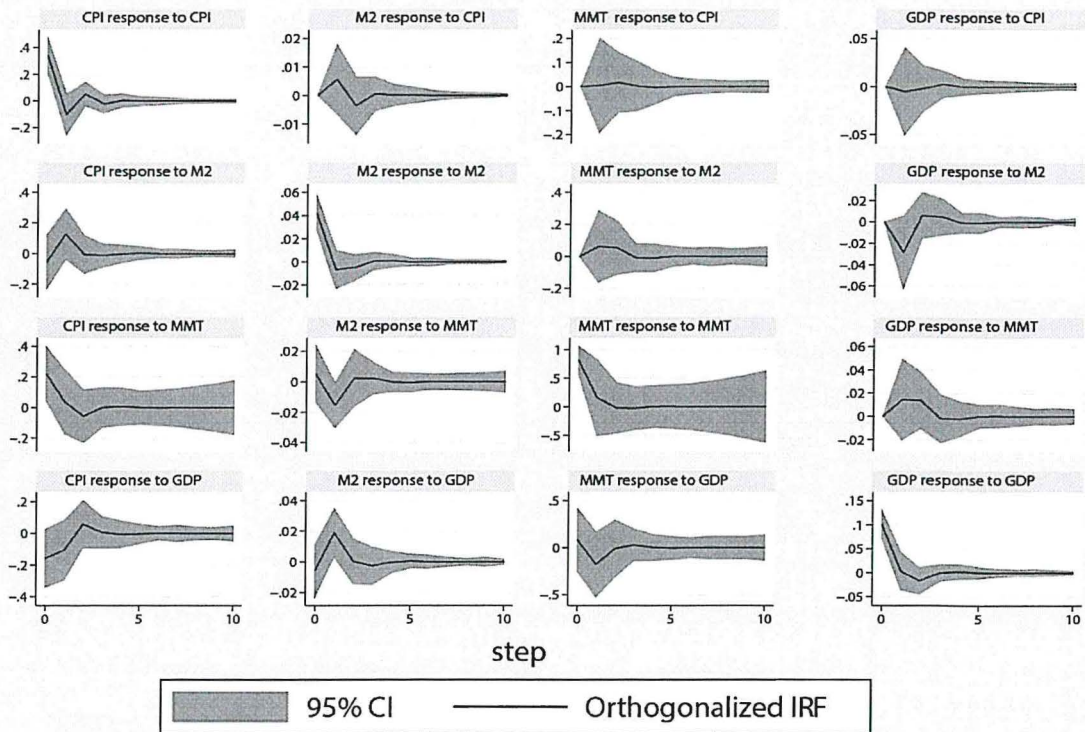 CPI response to CPI
M2 response to CPI
MMT response to CPI
GDP response to CPI
.4
.2
0
-.2
.02
.01
0
-.01
.2
.1
0
-.1
-.2
.05
0
-.05
CPI response to M2
M2 response to M2
MMT response to M2
GDP response to M2
.4
.2
0
-.2
.06
.04
.02
0
-.02
.4
.2
0
-.2
.02
0
-.02
-.04
-.06
CPI response to MMT
M2 response to MMT
MMT response to MMT
GDP response to MMT
.4
.2
0
-.2
.02
0
-.02
-.04
1
.5
0
-.5
.06
.04
.02
0
-.02
CPI response to GDP
M2 response to GDP
MMT response to GDP
GDP response to GDP
.2
0
-.2
-.4
.04
.02
0
-.02
.5
0
-.5
.15
.10
.05
0
-.05
0 5 10
0 5 10
0 5 10
0 5 10
step
95% CI
Orthogonalized IRF